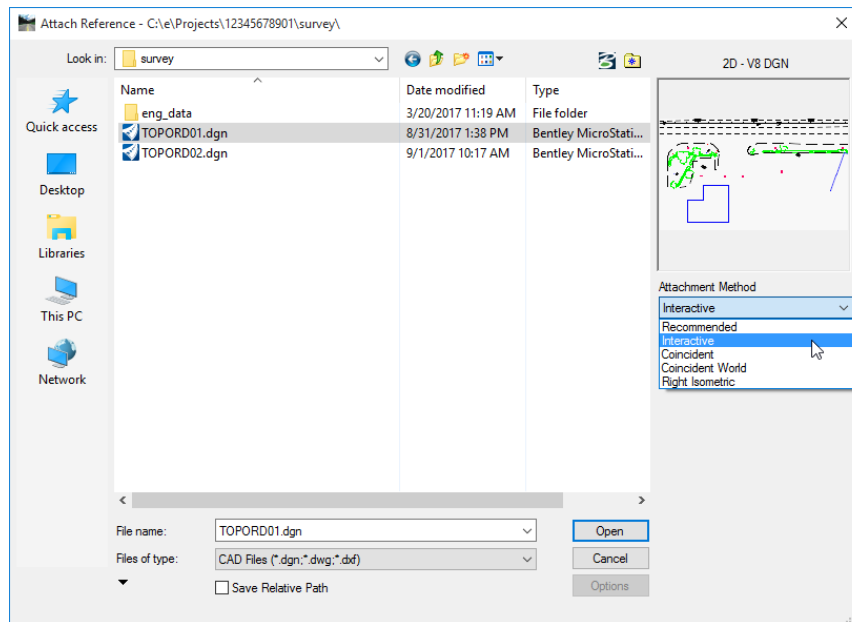 Attach Reference - C:\e\Projects\12345678901\survey\
Look in: survey
2D - V8 DGN
Name Date modified Type
eng_data 3/20/2017 11:19 AM File folder
TOPORD01.dgn 8/31/2017 1:38 PM Bentley MicroStati...
TOPORD02.dgn 9/1/2017 10:17 AM Bentley MicroStati...
Quick access
Desktop
Libraries
This PC
Network
Attachment Method
Interactive
Recommended
Interactive
Coincident
Coincident World
Right Isometric
File name: TOPORD01.dgn Open
Files of type: CAD Files (*.dgn;*.dwg;*.dxf) Cancel
Save Relative Path Options